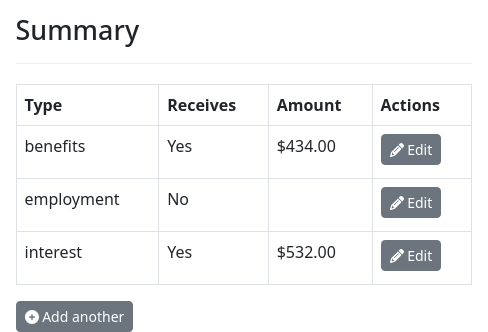 Summary
Type Receives Amount Actions
benefits Yes $434.00 Edit
employment No Edit
interest Yes $532.00 Edit
Add another